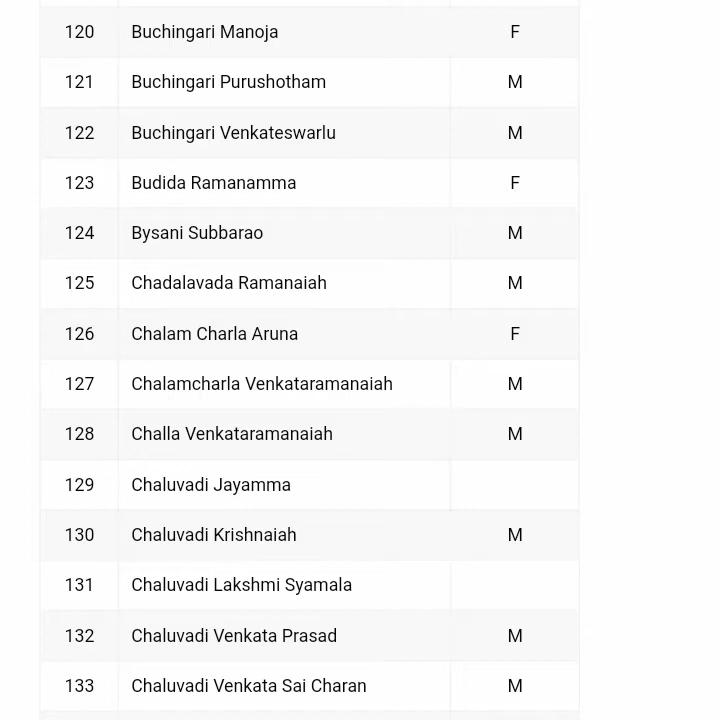 120 Buchingari Manoja F
121 Buchingari Purushotham M
122 Buchingari Venkateswarlu M
123 Budida Ramanamma F
124 Bysani Subbarao M
125 Chadalavada Ramanaiah M
126 Chalam Charla Aruna F
127 Chalamcharla Venkataramanaiah M
128 Challa Venkataramanaiah M
129 Chaluvadi Jayamma
130 Chaluvadi Krishnaiah M
131 Chaluvadi Lakshmi Syamala
132 Chaluvadi Venkata Prasad M
133 Chaluvadi Venkata Sai Charan M